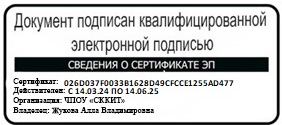 Документ подписан квалифицированной
электронной подписью
СВЕДЕНИЯ О СЕРТИФИКАТЕ ЭП
Сертификат: 026D037F0033B1628D49CFCCE1255AD477
Действителен: С 14.03.24 ПО 14.06.25
Организация: ЧПОУ «СККИТ»
Владелец: Жукова Алла Владимировна